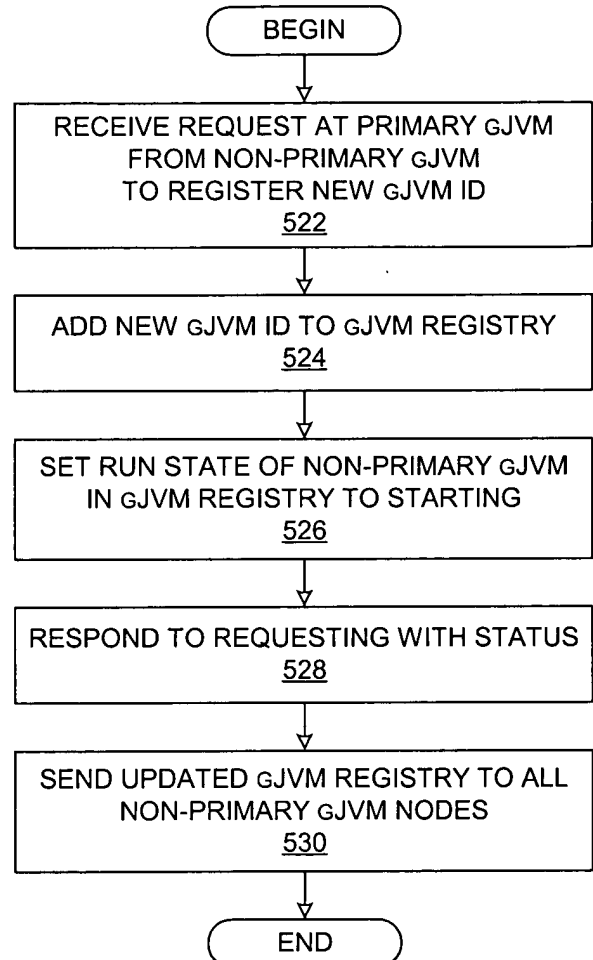 BEGIN
RECEIVE REQUEST AT PRIMARY GJVM
FROM NON-PRIMARY GJVM
TO REGISTER NEW GJVM ID
522
ADD NEW GJVM ID TO GJVM REGISTRY
524
SET RUN STATE OF NON-PRIMARY GJVM
IN GJVM REGISTRY TO STARTING
526
RESPOND TO REQUESTING WITH STATUS
528
SEND UPDATED GJVM REGISTRY TO ALL
NON-PRIMARY GJVM NODES
530
END